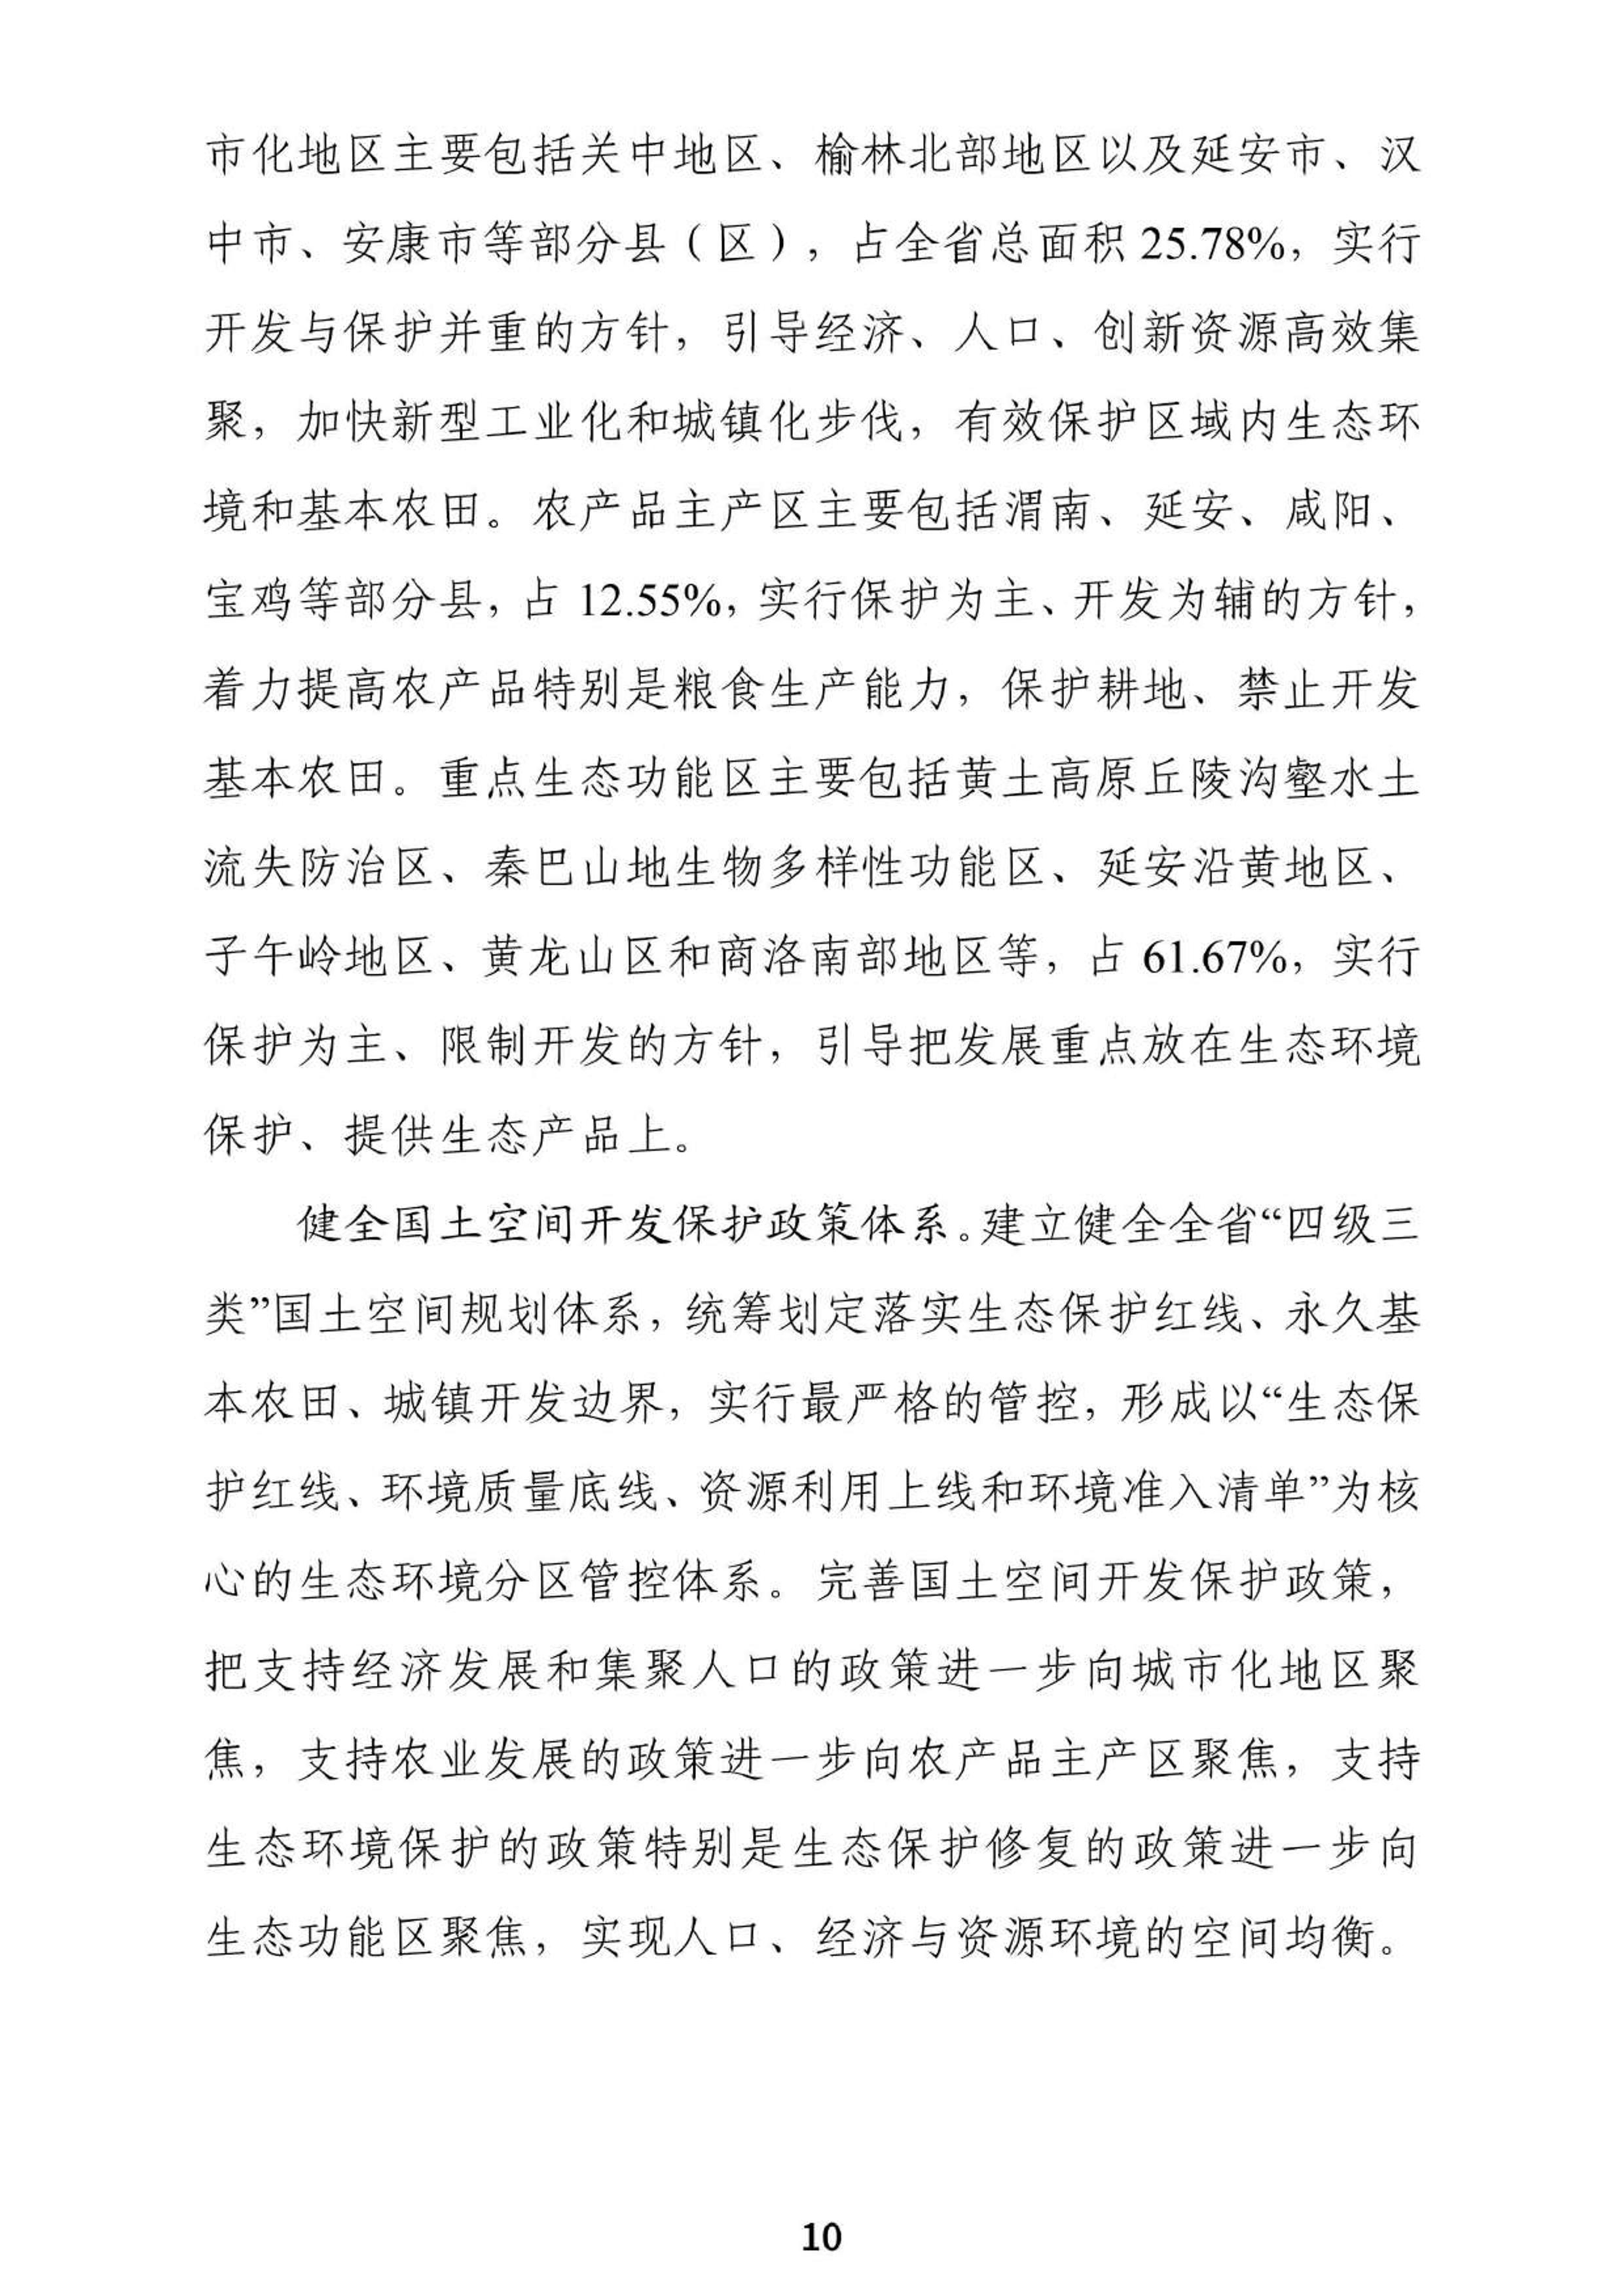 市化地区主要包括关中地区、榆林北部地区以及延安市、汉
中市、安康市等部分县（区），占全省总面积 25.78%，实行
开发与保护并重的方针，引导经济、人口、创新资源高效集
聚，加快新型工业化和城镇化步伐，有效保护区域内生态环
境和基本农田。农产品主产区主要包括渭南、延安、咸阳、
宝鸡等部分县，占 12.55%，实行保护为主、开发为辅的方针，
着力提高农产品特别是粮食生产能力，保护耕地、禁止开发
基本农田。重点生态功能区主要包括黄土高原丘陵沟壑水土
流失防治区、秦巴山地生物多样性功能区、延安沿黄地区、
子午岭地区、黄龙山区和商洛南部地区等，占 61.67%，实行
保护为主、限制开发的方针，引导把发展重点放在生态环境
保护、提供生态产品上。
健全国土空间开发保护政策体系。建立健全全省“四级三
类”国土空间规划体系，统筹划定落实生态保护红线、永久基
本农田、城镇开发边界，实行最严格的管控，形成以“生态保
护红线、环境质量底线、资源利用上线和环境准入清单”为核
心的生态环境分区管控体系。完善国土空间开发保护政策，
把支持经济发展和集聚人口的政策进一步向城市化地区聚
焦，支持农业发展的政策进一步向农产品主产区聚焦，支持
生态环境保护的政策特别是生态保护修复的政策进一步向
生态功能区聚焦，实现人口、经济与资源环境的空间均衡。
10